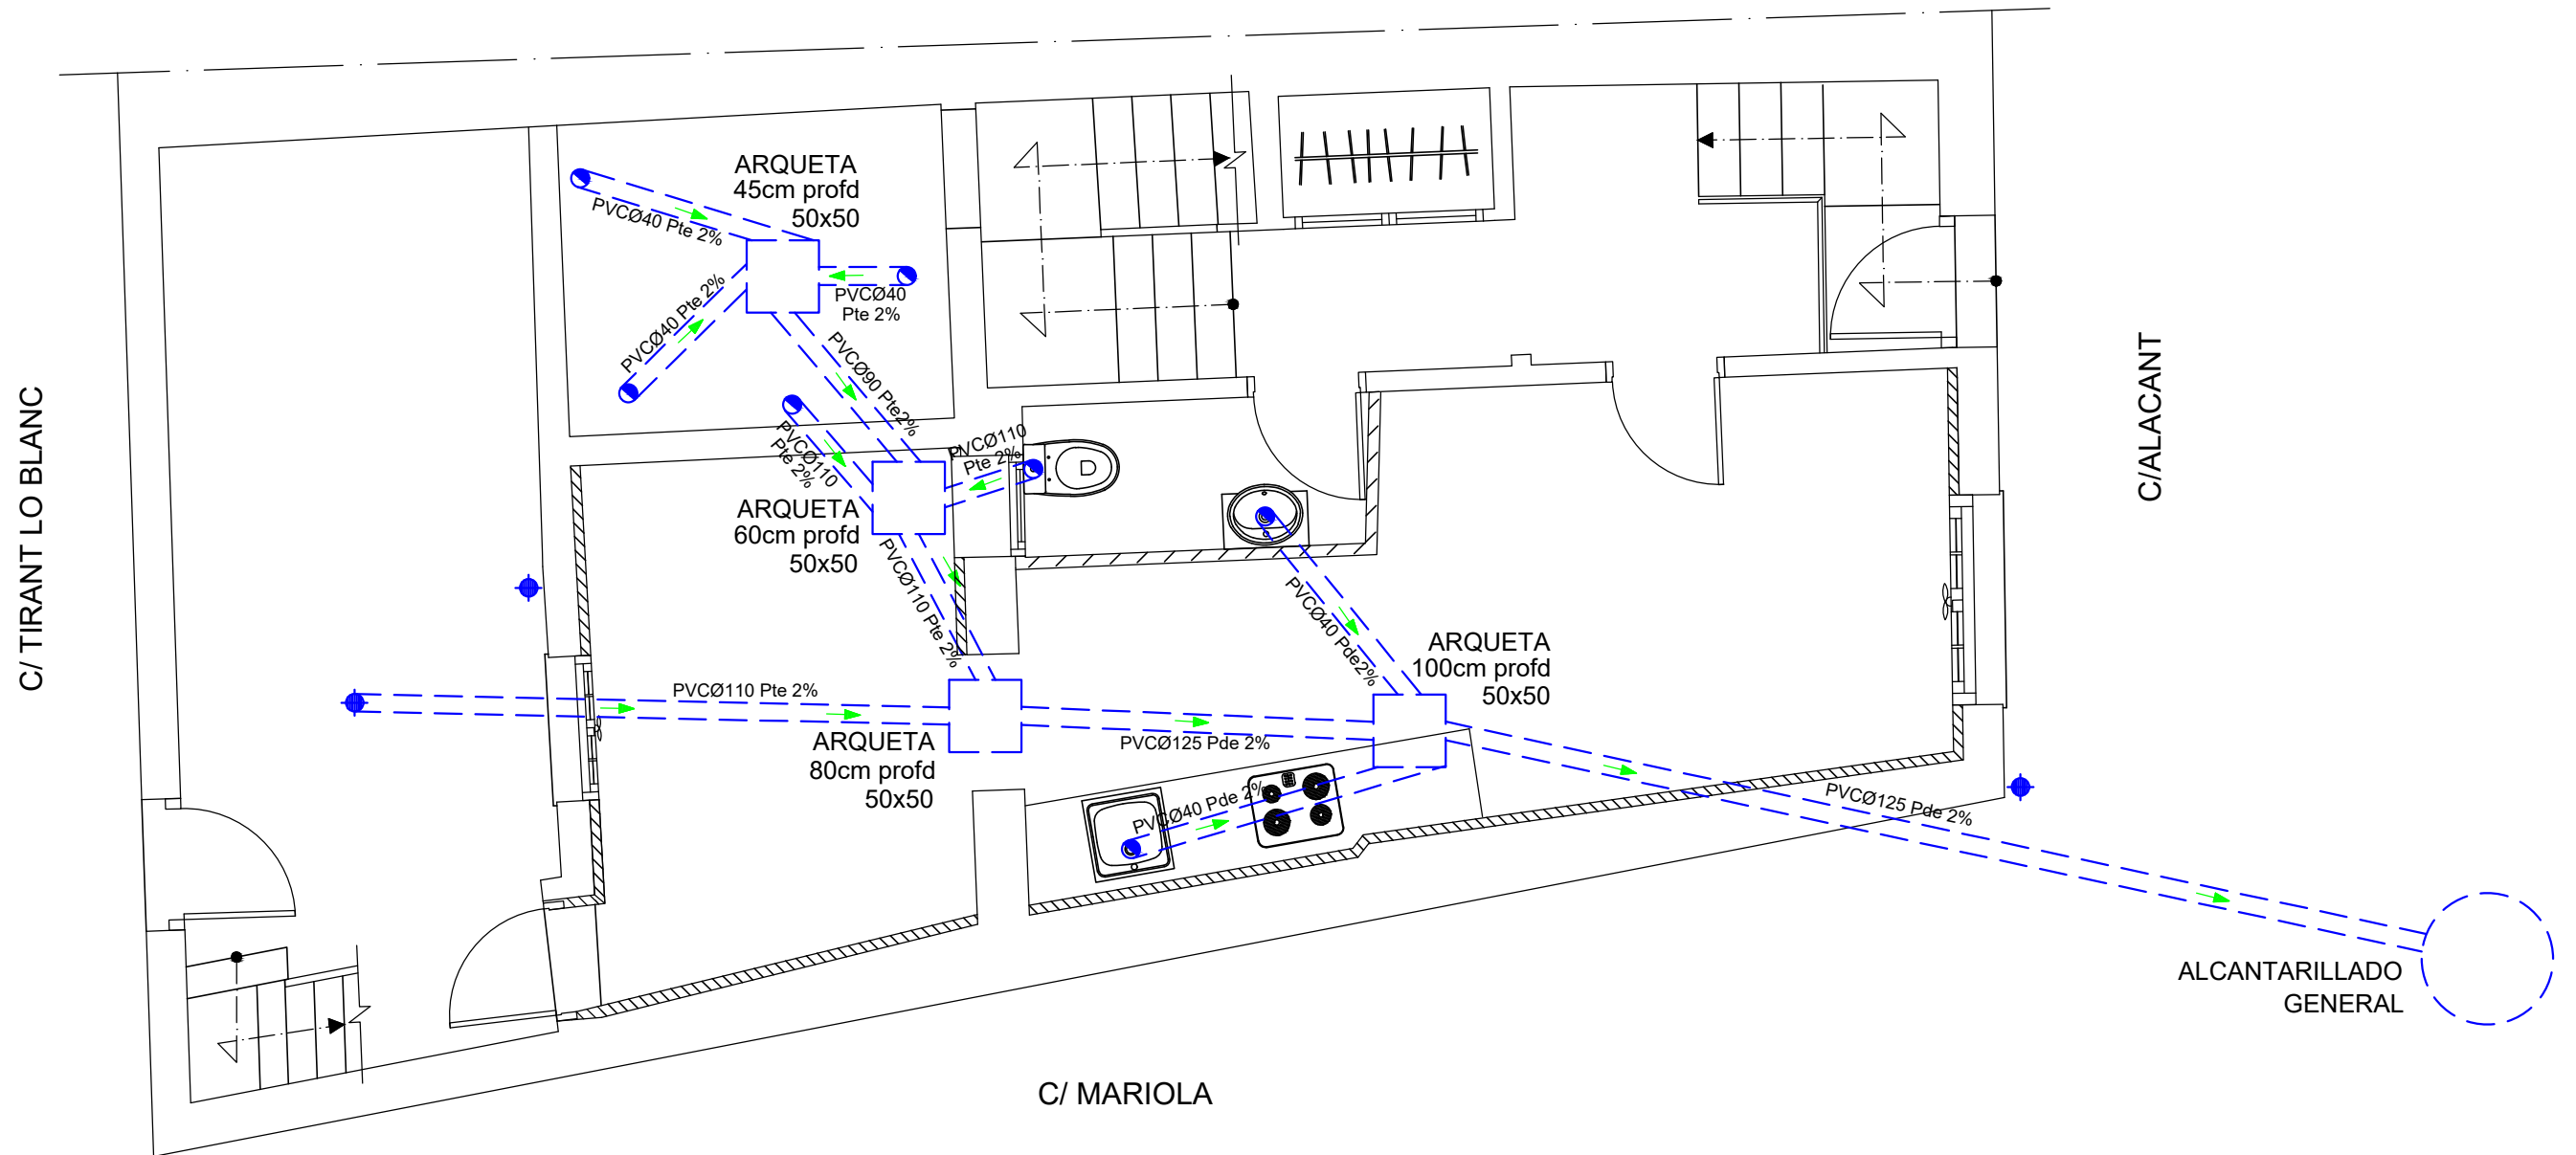 ARQUETA
45cm profd
50x50
PVCØ40 Pte 2%
PVCØ40 Pte 2%
PVCØ40
Pte 2%
PVCØ90 Pte2%
PVCØ110
Pte 2%
PVCØ110
Pte 2%
ARQUETA
60cm profd
50x50
PVCØ110 Pte 2%
PVCØ40 Pde2%
ARQUETA
100cm profd
50x50
PVCØ110 Pte 2%
ARQUETA
80cm profd
50x50
PVCØ125 Pde 2%
PVCØ40 Pde 2%
PVCØ125 Pde 2%
ALCANTARILLADO
GENERAL
C/ TIRANT LO BLANC
C/ALACANT
C/ MARIOLA